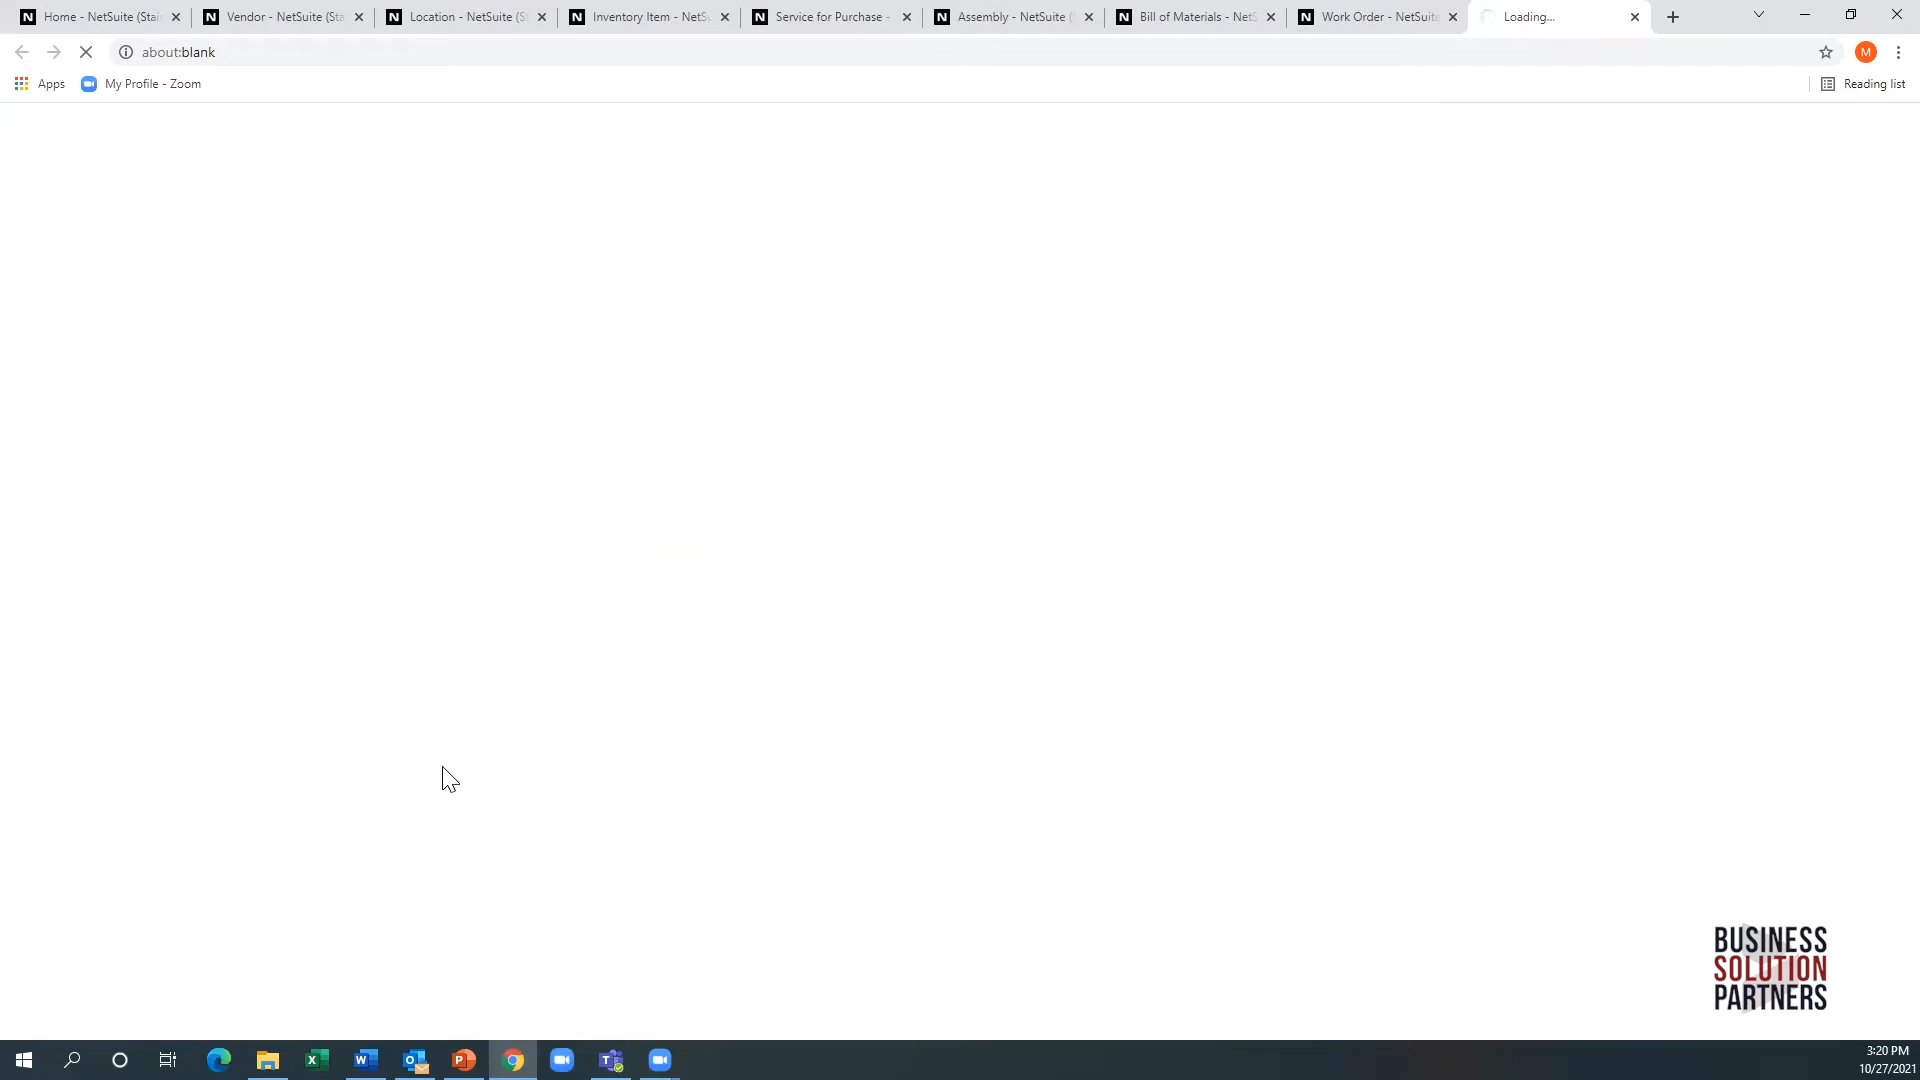 Home - NetSuite (Stai
Vendor - NetSuite (Sta
Location - NetSuite (S
Inventory Item - NetS
Service for Purchase -
Assembly - NetSuite (
Bill of Materials - NetS
Work Order - NetSuite
Loading...
about:blank
M
Apps
My Profile - Zoom
Reading list
BUSINESS
SOLUTION
PARTNERS
3:20 PM
10/27/2021